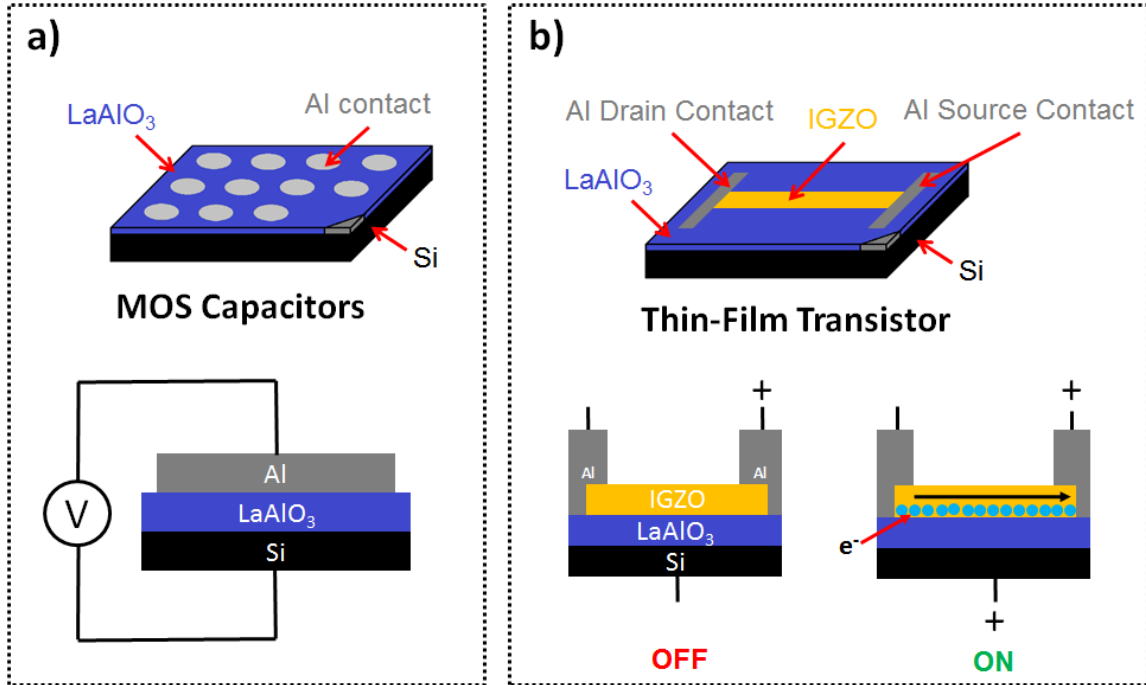 a)
LaAlO₃
Al contact
Si
MOS Capacitors
V
Al
LaAlO₃
Si
b)
Al Drain Contact
IGZO
Al Source Contact
LaAlO₃
Si
Thin-Film Transistor
+
+
Al
Al
IGZO
LaAlO₃
Si
e⁻
+
OFF
ON